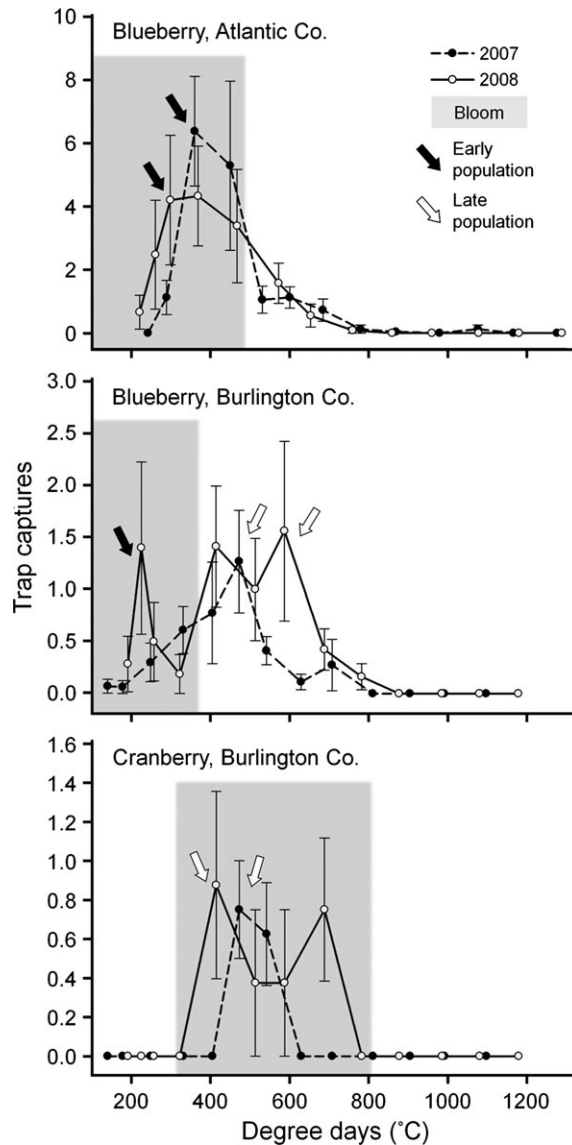 Blueberry, Atlantic Co.
2007
2008
Bloom
Early
population
Late
population
10
8
6
4
2
0
Blueberry, Burlington Co.
3.0
2.5
2.0
1.5
1.0
0.5
0.0
Trap captures
Cranberry, Burlington Co.
1.6
1.4
1.2
1.0
0.8
0.6
0.4
0.2
0.0
200 400 600 800 1000 1200
Degree days (˚C)